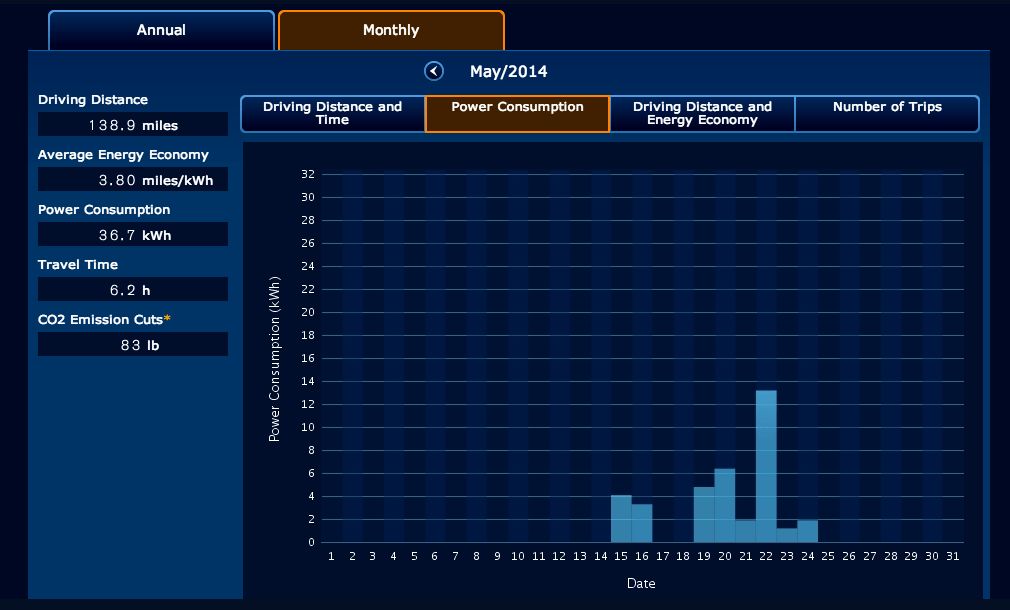 Annual
Monthly
May/2014
Driving Distance
138.9 miles
Average Energy Economy
3.80 miles/kWh
Power Consumption
36.7 kWh
Travel Time
6.2 h
CO2 Emission Cuts*
83 lb
Driving Distance and
Time
Power Consumption
Driving Distance and
Energy Economy
Number of Trips
Power Consumption (kWh)
32
30
28
26
24
22
20
18
16
14
12
10
8
6
4
2
0
1 2 3 4 5 6 7 8 9 10 11 12 13 14 15 16 17 18 19 20 21 22 23 24 25 26 27 28 29 30 31
Date